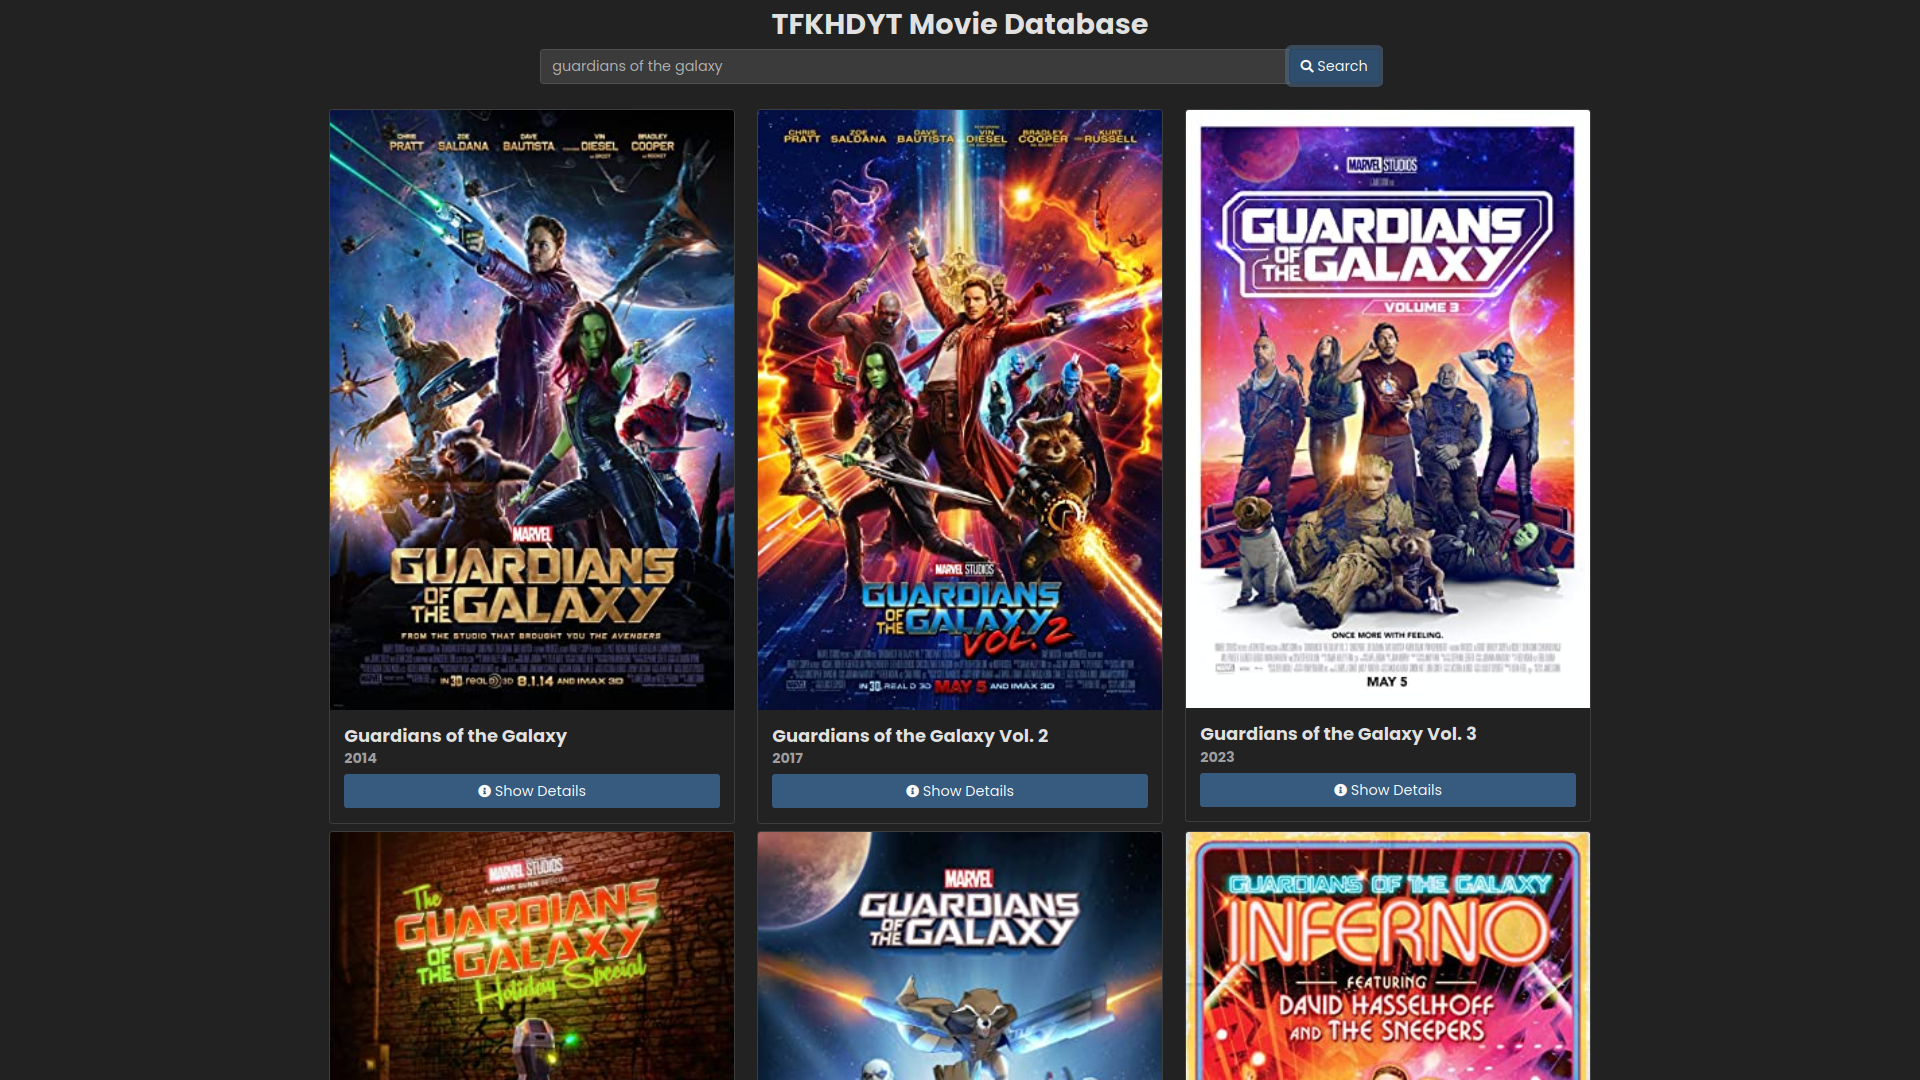 TFKHDYT Movie Database
guardians of the galaxy
Search
CHRIS PRATT ZOE SALDANA DAVE BAUTISTA VIN DIESEL AS GROOT BRADLEY COOPER AS ROCKET
MARVEL
GUARDIANS
OF THE GALAXY
FROM THE STUDIO THAT BROUGHT YOU THE AVENGERS
IN 3D, REAL D 3D 8.1.14 AND IMAX 3D
Guardians of the Galaxy
2014
Show Details
CHRIS PRATT ZOE SALDANA DAVE BAUTISTA VIN DIESEL BRADLEY COOPER KURT RUSSELL
MARVEL STUDIOS
GUARDIANS
OF THE GALAXY
VOL. 2
IN 3D, REAL D 3D MAY 5 AND IMAX 3D
Guardians of the Galaxy Vol. 2
2017
Show Details
MARVEL STUDIOS
GUARDIANS
OF THE GALAXY
VOLUME 3
ONCE MORE WITH FEELING.
MAY 5
Guardians of the Galaxy Vol. 3
2023
Show Details
MARVEL STUDIOS
The
GUARDIANS
OF THE GALAXY
Holiday Special
MARVEL
GUARDIANS
OF THE GALAXY
GUARDIANS OF THE GALAXY
INFERNO
FEATURING
DAVID HASSELHOFF
AND THE SNEEPERS